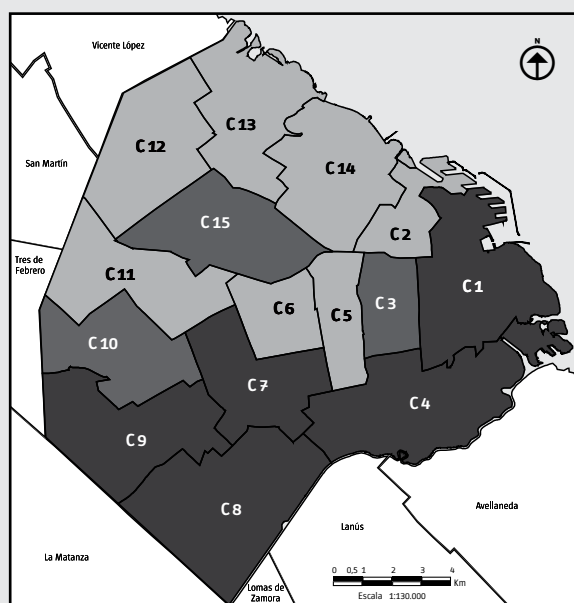 Vicente López
N
C13
C12
San Martín
C14
C15
C2
Tres de
Febrero
C11
C1
C6
C3
C5
C10
C7
C4
C9
C8
Avellaneda
Lanús
La Matanza
0 0,5 1 2 3 4
Km
Escala 1:130.000
Lomas de
Zamora